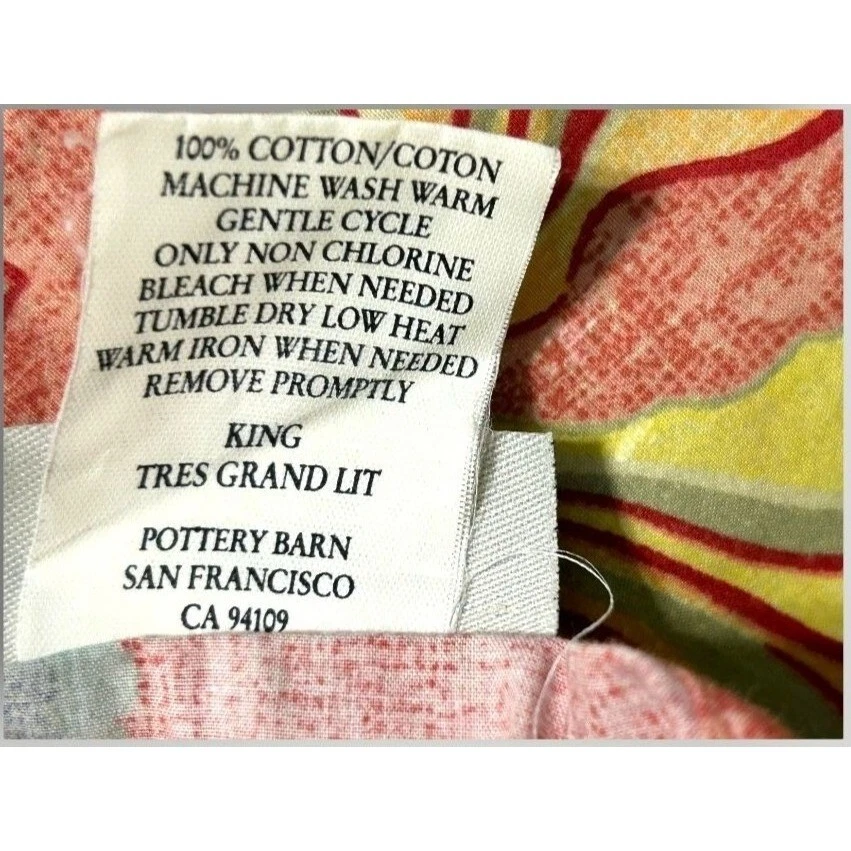 100% COTTON/COTON
MACHINE WASH WARM
GENTLE CYCLE
ONLY NON CHLORINE
BLEACH WHEN NEEDED
TUMBLE DRY LOW HEAT
WARM IRON WHEN NEEDED
REMOVE PROMPTLY
KING
TRES GRAND LIT
POTTERY BARN
SAN FRANCISCO
CA 94109